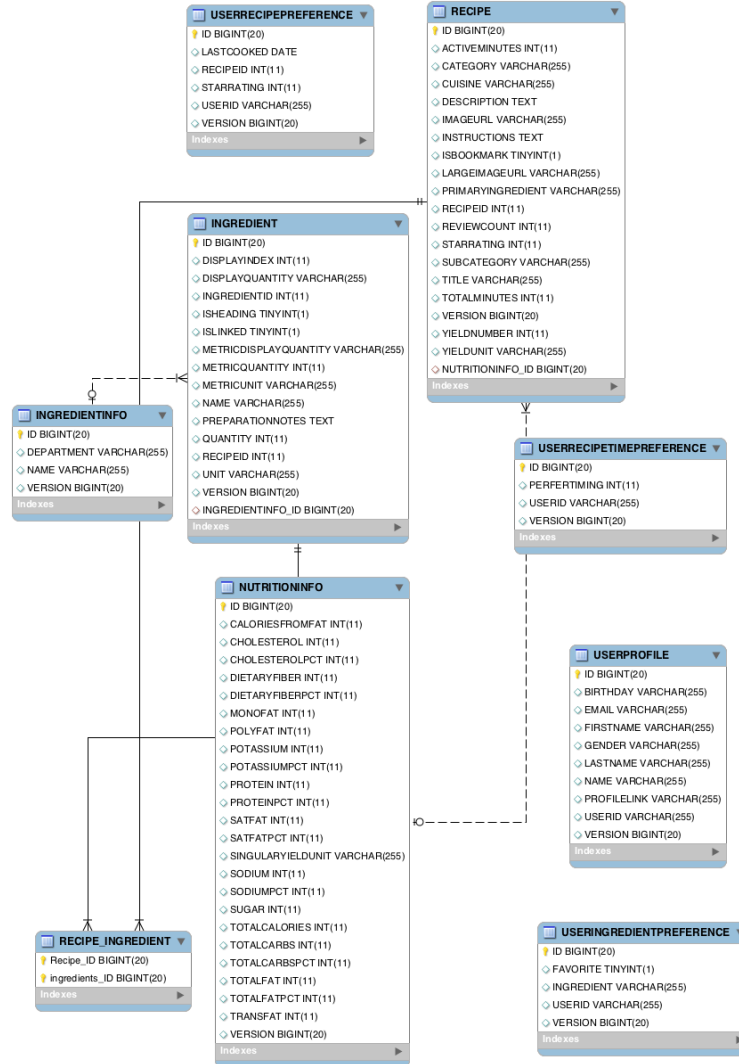 USERRECIPEPREFERENCE
ID BIGINT(20)
LASTCOOKED DATE
RECIPEID INT(11)
STARRATING INT(11)
USERID VARCHAR(255)
VERSION BIGINT(20)
Indexes
RECIPE
ID BIGINT(20)
ACTIVEMINUTES INT(11)
CATEGORY VARCHAR(255)
CUISINE VARCHAR(255)
DESCRIPTION TEXT
IMAGEURL VARCHAR(255)
INSTRUCTIONS TEXT
ISBOOKMARK TINYINT(1)
LARGEIMAGEURL VARCHAR(255)
PRIMARYINGREDIENT VARCHAR(255)
RECIPEID INT(11)
REVIEWCOUNT INT(11)
STARRATING INT(11)
SUBCATEGORY VARCHAR(255)
TITLE VARCHAR(255)
TOTALMINUTES INT(11)
VERSION BIGINT(20)
YIELDNUMBER INT(11)
YIELDUNIT VARCHAR(255)
NUTRITIONINFO_ID BIGINT(20)
Indexes
INGREDIENT
ID BIGINT(20)
DISPLAYINDEX INT(11)
DISPLAYQUANTITY VARCHAR(255)
INGREDIENTID INT(11)
ISHEADING TINYINT(1)
ISLINKED TINYINT(1)
METRICDISPLAYQUANTITY VARCHAR(255)
METRICQUANTITY INT(11)
METRICUNIT VARCHAR(255)
NAME VARCHAR(255)
PREPARATIONNOTES TEXT
QUANTITY INT(11)
RECIPEID INT(11)
UNIT VARCHAR(255)
VERSION BIGINT(20)
INGREDIENTINFO_ID BIGINT(20)
Indexes
INGREDIENTINFO
ID BIGINT(20)
DEPARTMENT VARCHAR(255)
NAME VARCHAR(255)
VERSION BIGINT(20)
Indexes
USERRECIPETIMEPREFERENCE
ID BIGINT(20)
PERFERTIMING INT(11)
USERID VARCHAR(255)
VERSION BIGINT(20)
Indexes
NUTRITIONINFO
ID BIGINT(20)
CALORIESFROMFAT INT(11)
CHOLESTEROL INT(11)
CHOLESTEROLPCT INT(11)
DIETARYFIBER INT(11)
DIETARYFIBERPCT INT(11)
MONOFAT INT(11)
POLYFAT INT(11)
POTASSIUM INT(11)
POTASSIUMPCT INT(11)
PROTEIN INT(11)
PROTEINPCT INT(11)
SATFAT INT(11)
SATFATPCT INT(11)
SINGULARYIELDUNIT VARCHAR(255)
SODIUM INT(11)
SODIUMPCT INT(11)
SUGAR INT(11)
TOTALCALORIES INT(11)
TOTALCARBS INT(11)
TOTALCARBSPCT INT(11)
TOTALFAT INT(11)
TOTALFATPCT INT(11)
TRANSFAT INT(11)
VERSION BIGINT(20)
Indexes
USERPROFILE
ID BIGINT(20)
BIRTHDAY VARCHAR(255)
EMAIL VARCHAR(255)
FIRSTNAME VARCHAR(255)
GENDER VARCHAR(255)
LASTNAME VARCHAR(255)
NAME VARCHAR(255)
PROFILELINK VARCHAR(255)
USERID VARCHAR(255)
VERSION BIGINT(20)
Indexes
RECIPE_INGREDIENT
Recipe_ID BIGINT(20)
ingredients_ID BIGINT(20)
Indexes
USERINGREDIENTPREFERENCE
ID BIGINT(20)
FAVORITE TINYINT(1)
INGREDIENT VARCHAR(255)
USERID VARCHAR(255)
VERSION BIGINT(20)
Indexes